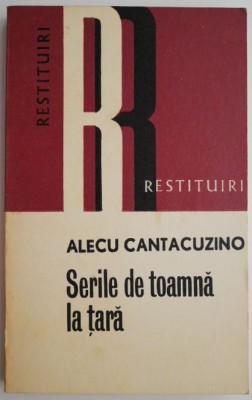 RESTITUIRI
R
RESTITUIRI
ALECU CANTACUZINO
Serile de toamnă
la țară